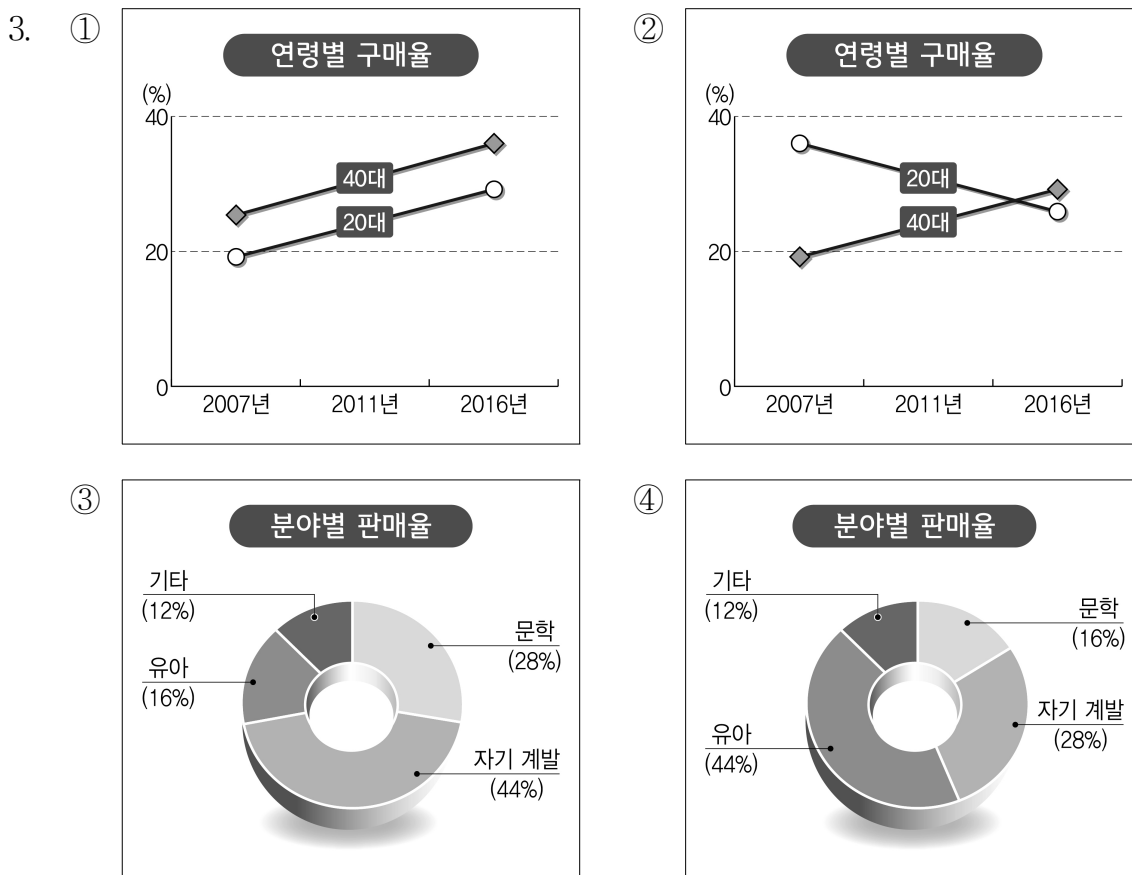 3.
①
연령별 구매율
(%)
40
20
0
40대
20대
2007년 2011년 2016년
②
연령별 구매율
(%)
40
20
0
20대
40대
2007년 2011년 2016년
③
분야별 판매율
기타
(12%)
문학
(28%)
유아
(16%)
자기 계발
(44%)
④
분야별 판매율
기타
(12%)
문학
(16%)
유아
(44%)
자기 계발
(28%)